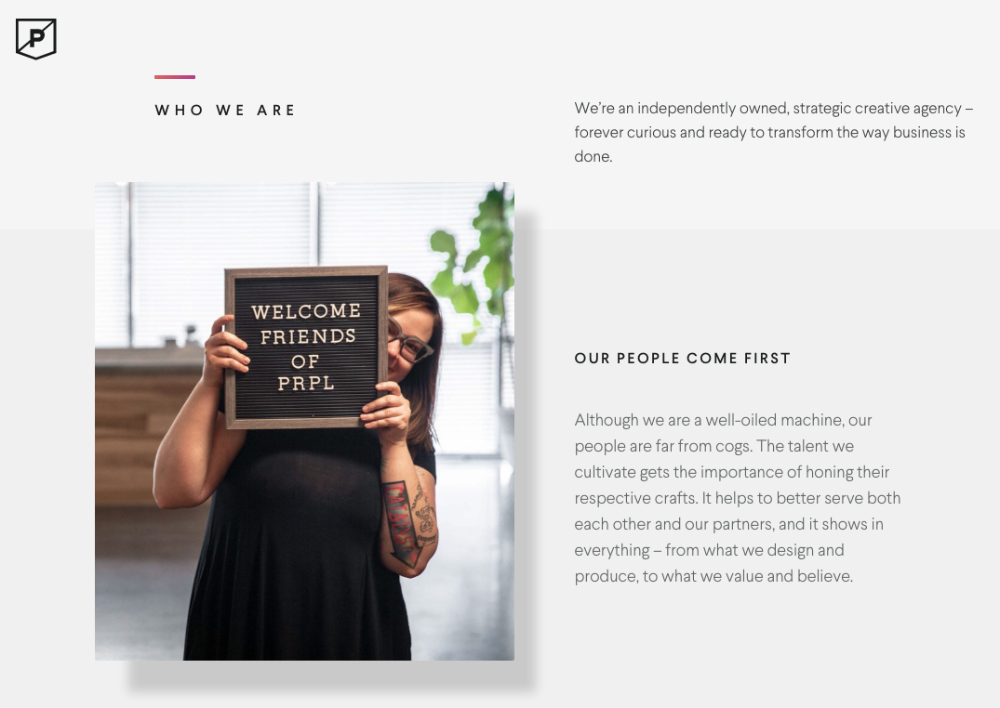 P
WHO WE ARE
We’re an independently owned, strategic creative agency –
forever curious and ready to transform the way business is
done.
WELCOME
FRIENDS
OF
PRPL
OUR PEOPLE COME FIRST
Although we are a well-oiled machine, our
people are far from cogs. The talent we
cultivate gets the importance of honing their
respective crafts. It helps to better serve both
each other and our partners, and it shows in
everything – from what we design and
produce, to what we value and believe.